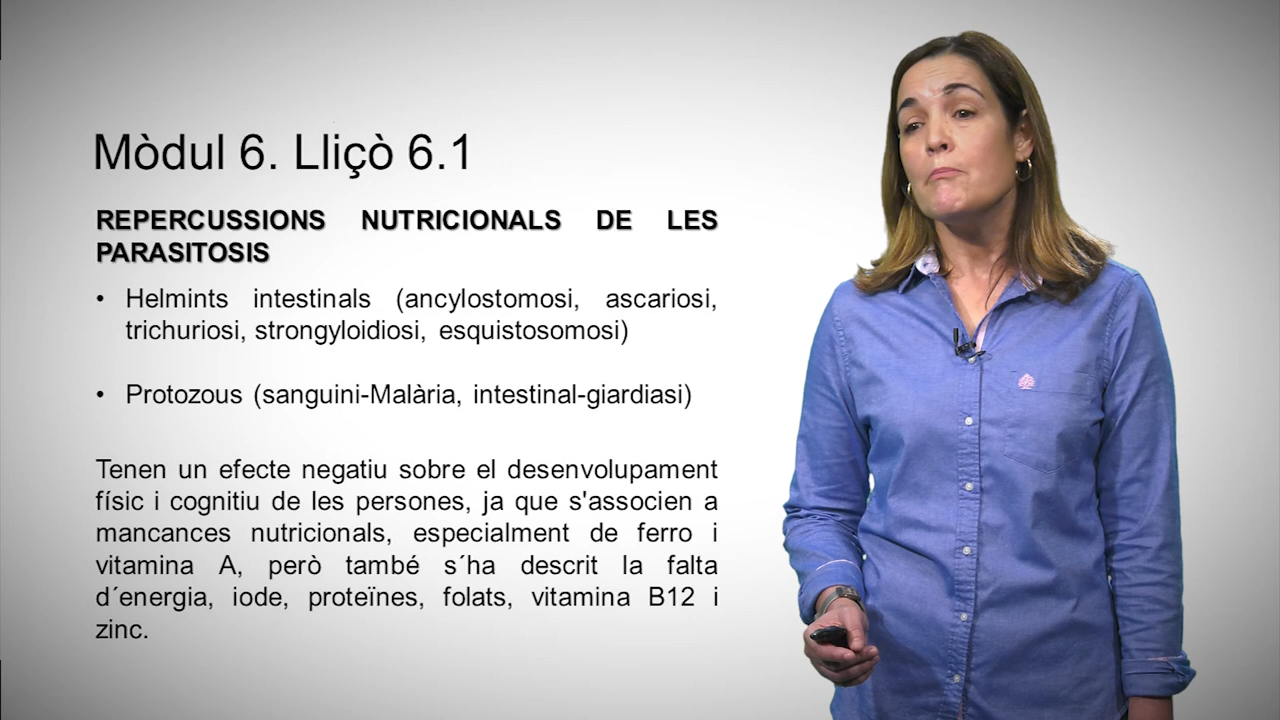 Mòdul 6. Lliçò 6.1
REPERCUSSIONS NUTRICIONALS DE LES
PARASITOSIS
• Helmints intestinals (ancylostomosi, ascariosi,
trichuriosi, strongyloidiosi, esquistosomosi)
• Protozous (sanguini-Malària, intestinal-giardiasi)
Tenen un efecte negatiu sobre el desenvolupament
físic i cognitiu de les persones, ja que s'associen a
mancances nutricionals, especialment de ferro i
vitamina A, però també s´ha descrit la falta
d´energia, iode, proteïnes, folats, vitamina B12 i
zinc.